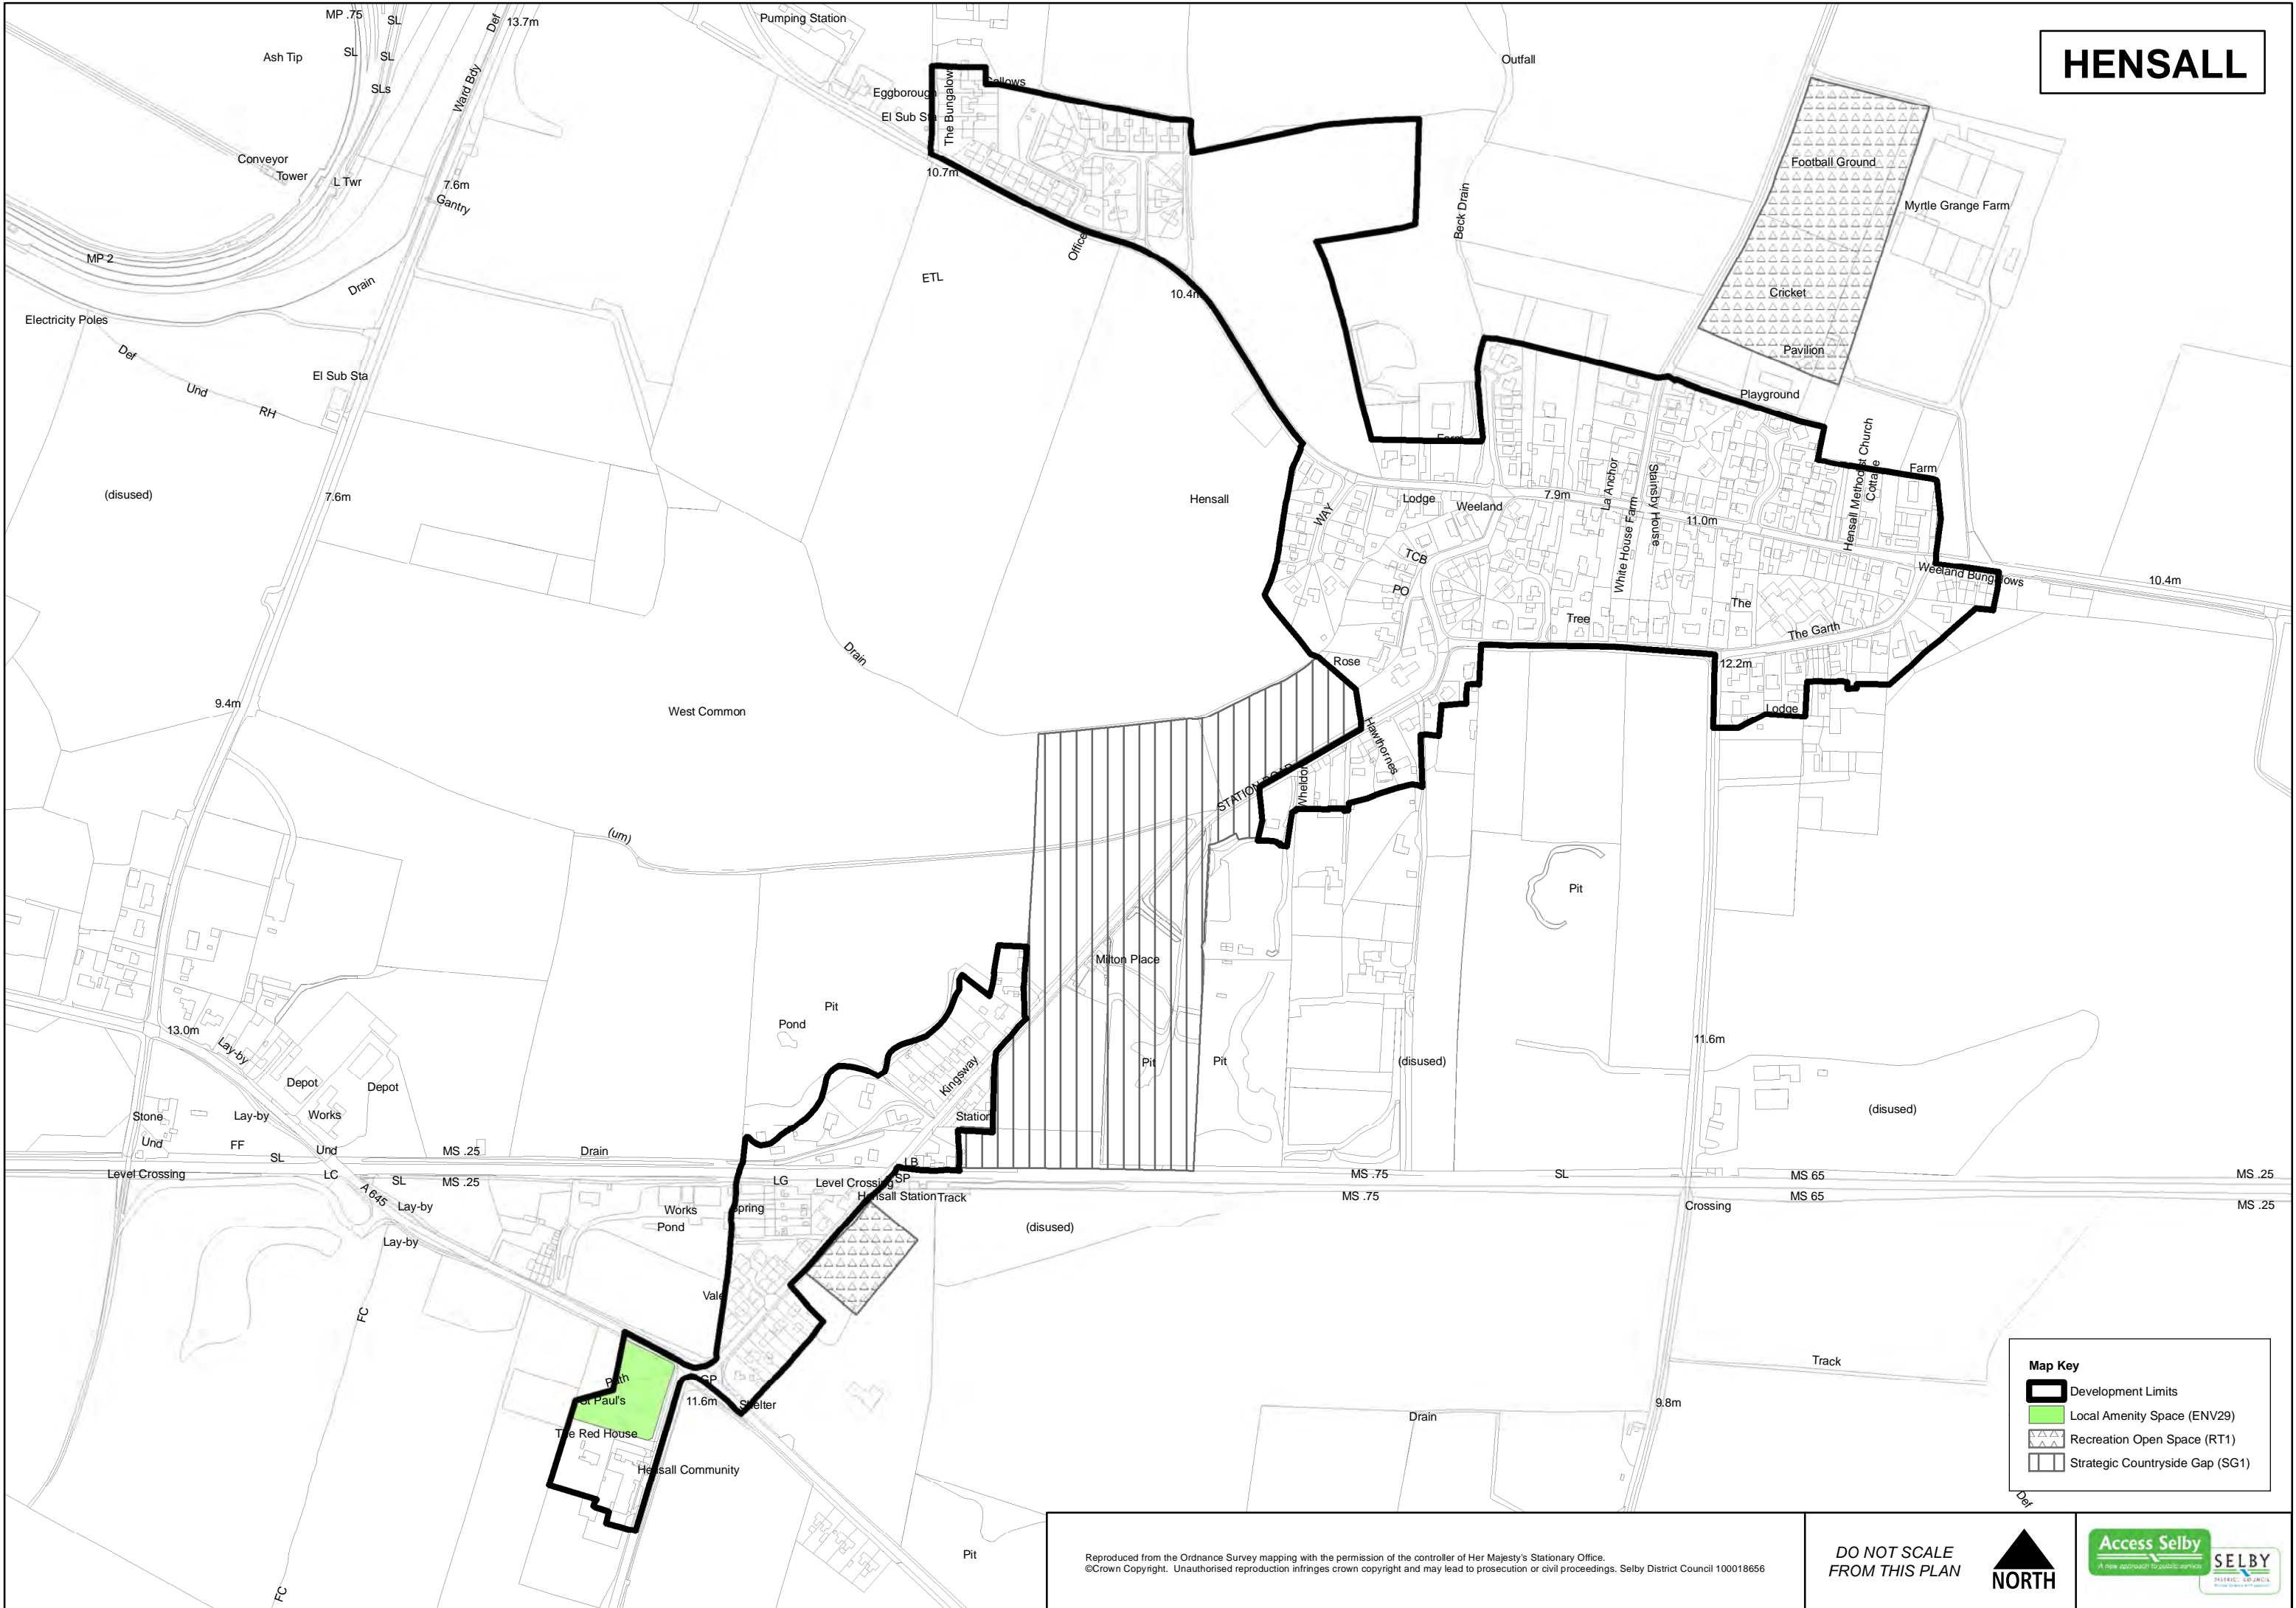 HENSALL
MP .75
SL
Def
13.7m
Pumping Station
Outfall
Ash Tip
SL
SL
SLs
Ward Bdy
Eggborough
The Bungalows
El Sub Sta
Conveyor
Tower
L Twr
7.6m
Gantry
10.7m
Office
Beck Drain
Football Ground
Myrtle Grange Farm
MP 2
Drain
ETL
10.4m
Cricket
Electricity Poles
Def
Und
RH
El Sub Sta
Pavilion
Playground
Farm
(disused)
7.6m
Hensall
Lodge
Weeland
WAY
7.9m
La Anchor
White House Farm
Stainsby House
11.0m
Hensall Methodist Church
Cottage
Farm
TCB
PO
Tree
The
The Garth
Weeland Bungalows
10.4m
Drain
Rose
12.2m
Lodge
9.4m
West Common
Hawthornes
STATION ROAD
Wheldon
(um)
Pit
Milton Place
Pit
Pond
13.0m
Lay-by
Depot
Depot
Kingsway
Pit
Pit
(disused)
11.6m
(disused)
Stone
Lay-by
Works
Station
Und
FF
SL
Und
MS .25
Drain
LB
Level Crossing
LC
SL
MS .25
LG
Level Crossing
SP
MS .75
SL
MS 65
MS .25
A 645
Lay-by
Works
Spring
Hensall Station
Track
MS .75
MS 65
MS .25
Pond
(disused)
Crossing
Lay-by
FC
Vale
Path
GP
St Paul's
11.6m
Shelter
The Red House
Hensall Community
Drain
9.8m
Track
Map Key
Development Limits
Local Amenity Space (ENV29)
Recreation Open Space (RT1)
Strategic Countryside Gap (SG1)
Def
FC
Pit
Reproduced from the Ordnance Survey mapping with the permission of the controller of Her Majesty's Stationary Office.
©Crown Copyright. Unauthorised reproduction infringes crown copyright and may lead to prosecution or civil proceedings. Selby District Council 100018656
DO NOT SCALE
FROM THIS PLAN
NORTH
Access Selby
A new approach to public services
SELBY
DISTRICT COUNCIL